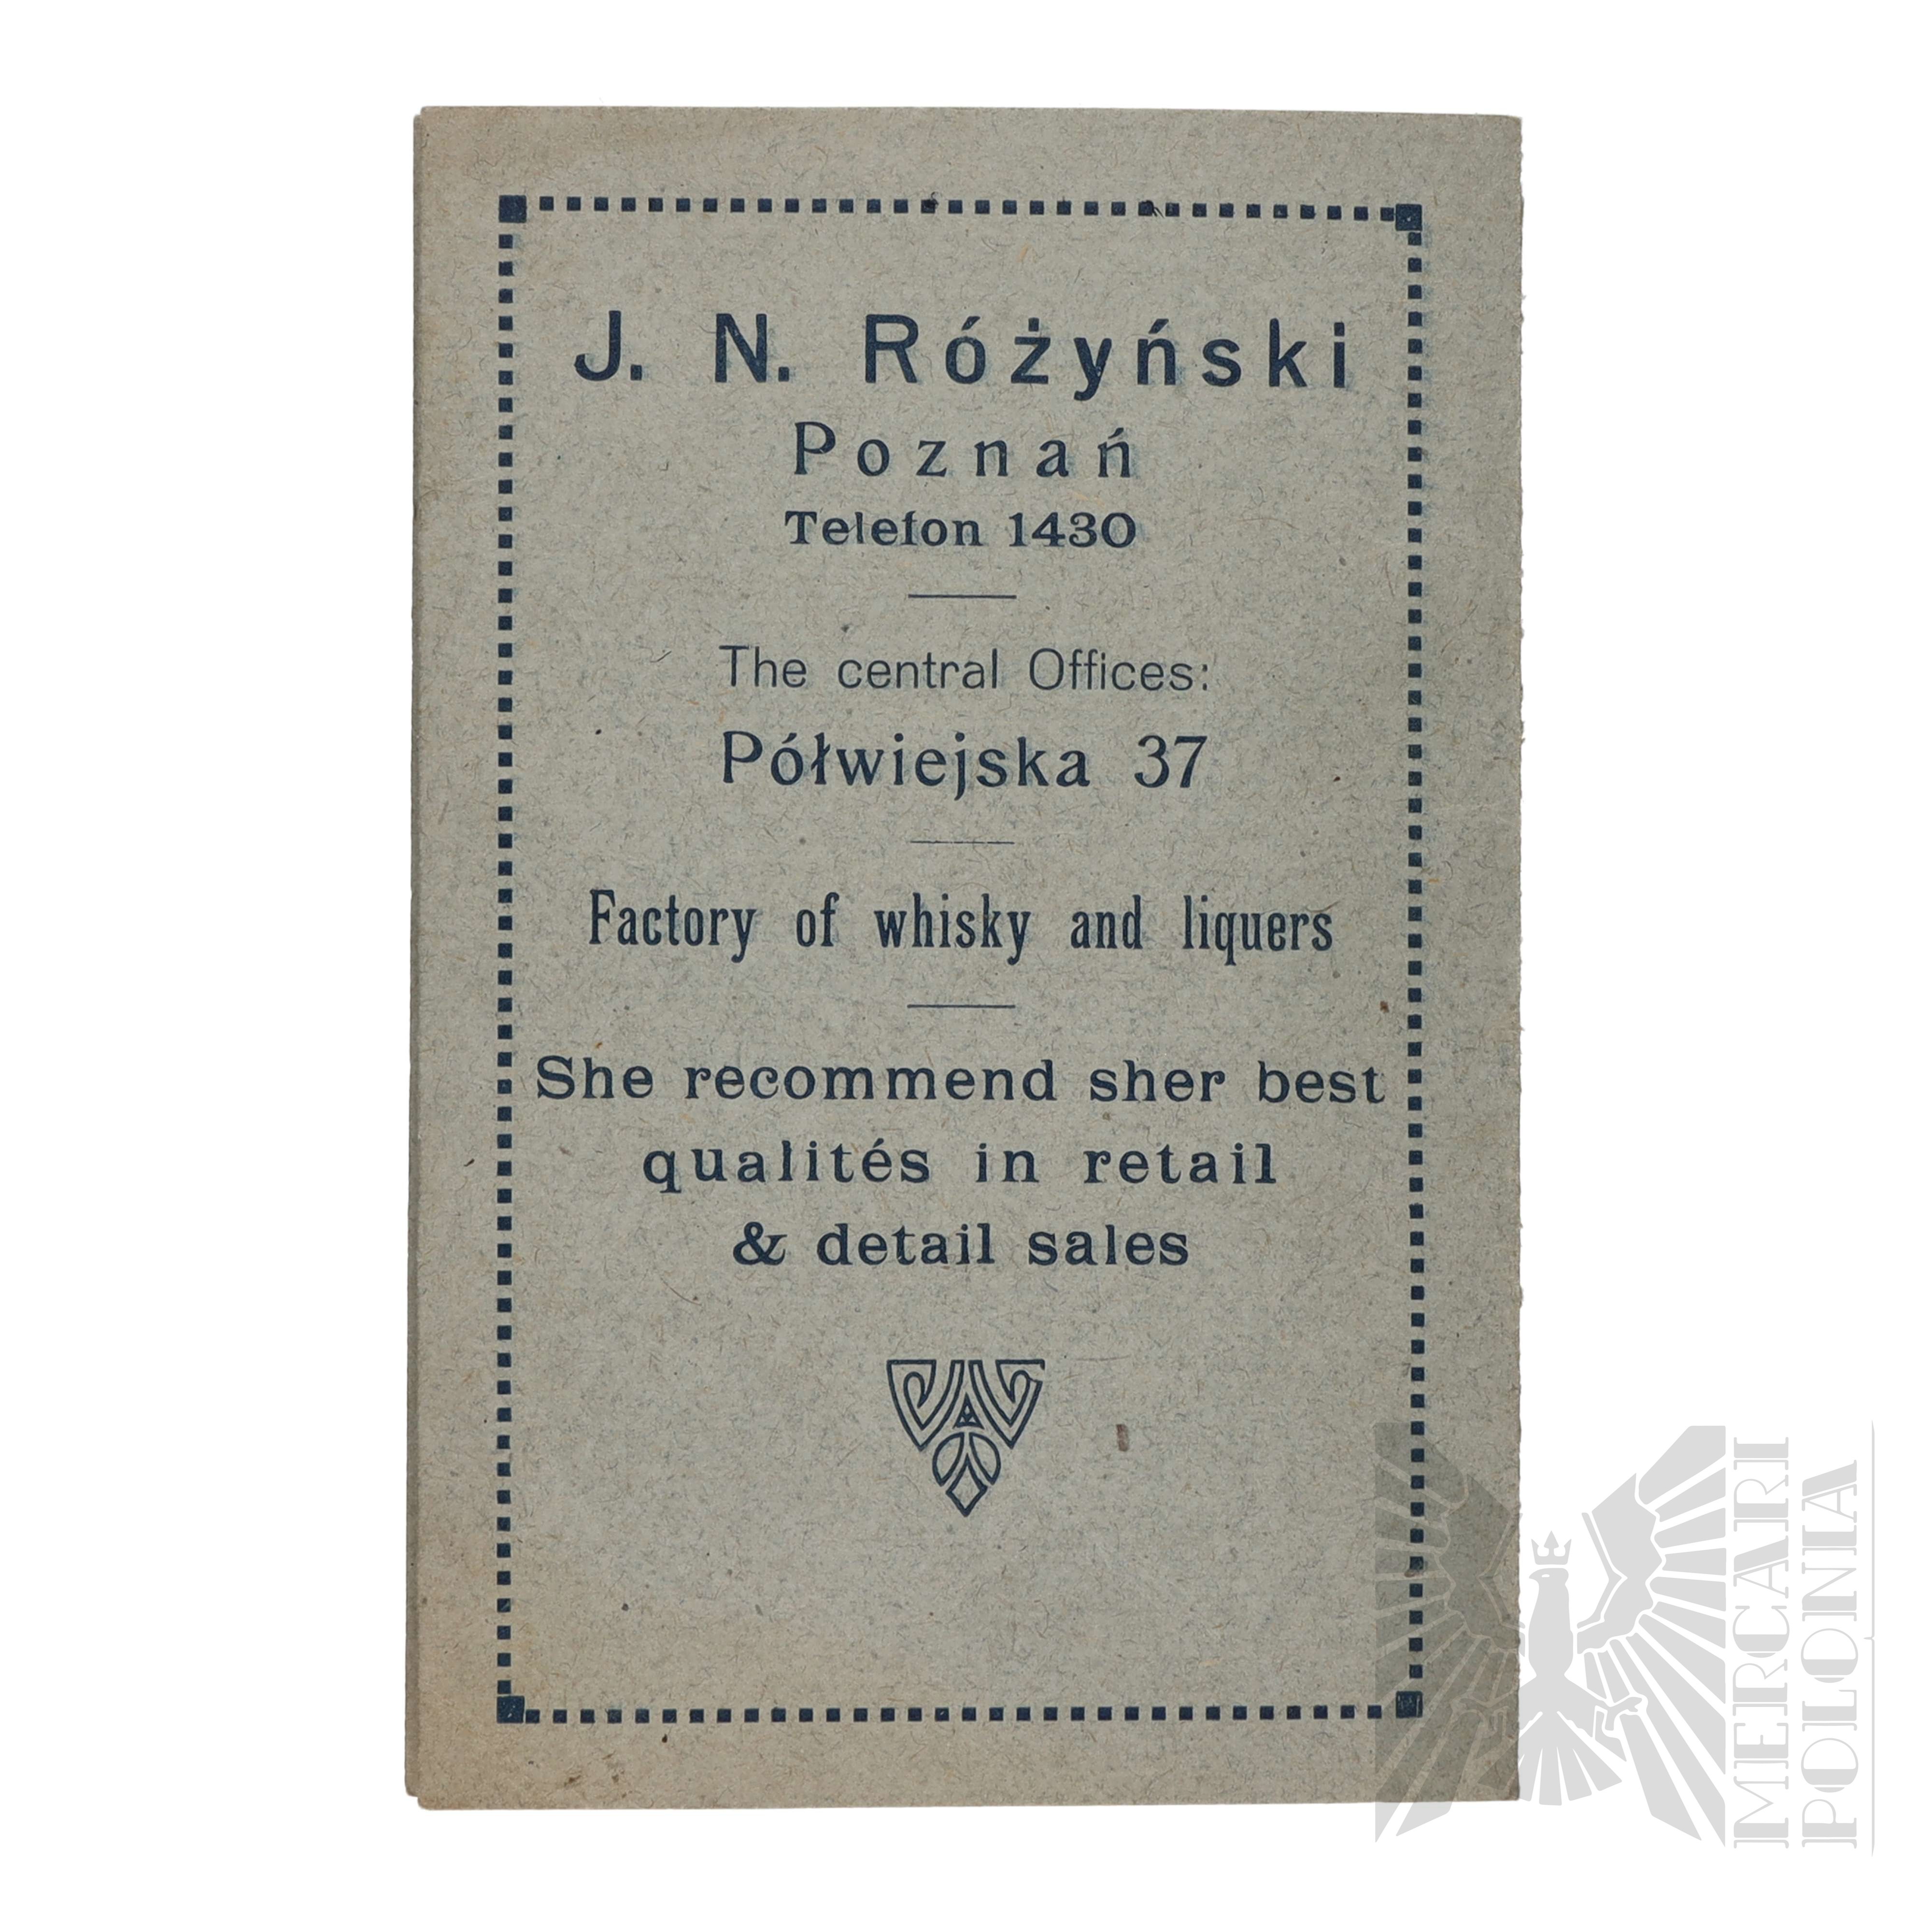 J. N. Różyński
Poznań
Telefon 1430
The central Offices:
Półwiejska 37
Factory of whisky and liquers
She recommend sher best
qualités in retail
& detail sales
MERCARI
POLONIA